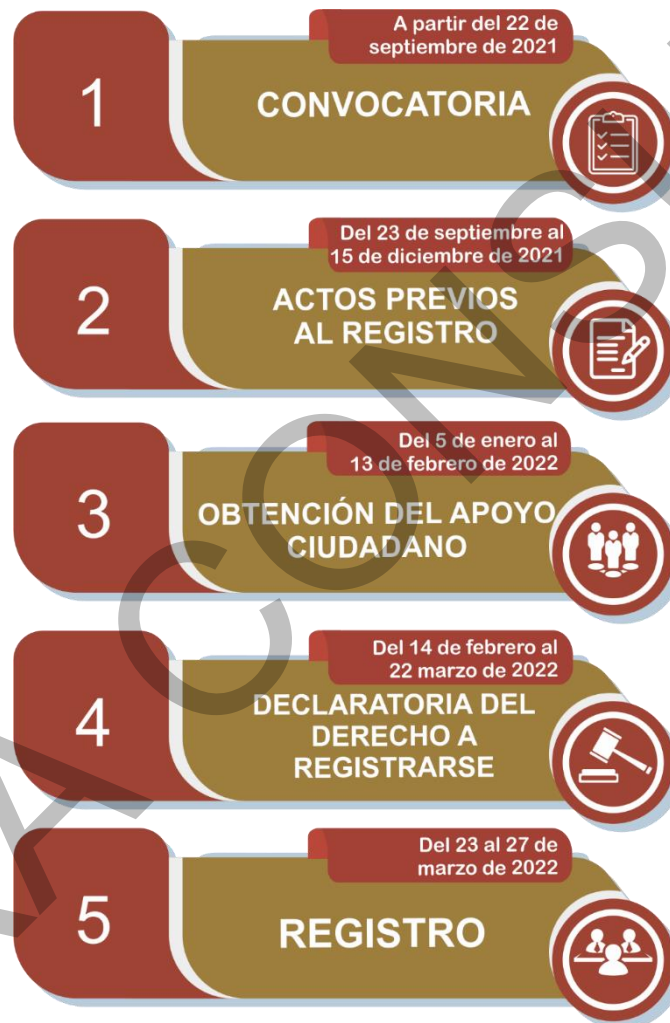 A partir del 22 de
septiembre de 2021
1
CONVOCATORIA
Del 23 de septiembre al
15 de diciembre de 2021
2
ACTOS PREVIOS
AL REGISTRO
Del 5 de enero al
13 de febrero de 2022
3
OBTENCIÓN DEL APOYO
CIUDADANO
Del 14 de febrero al
22 marzo de 2022
4
DECLARATORIA DEL
DERECHO A
REGISTRARSE
Del 23 al 27 de
marzo de 2022
5
REGISTRO
A CONS